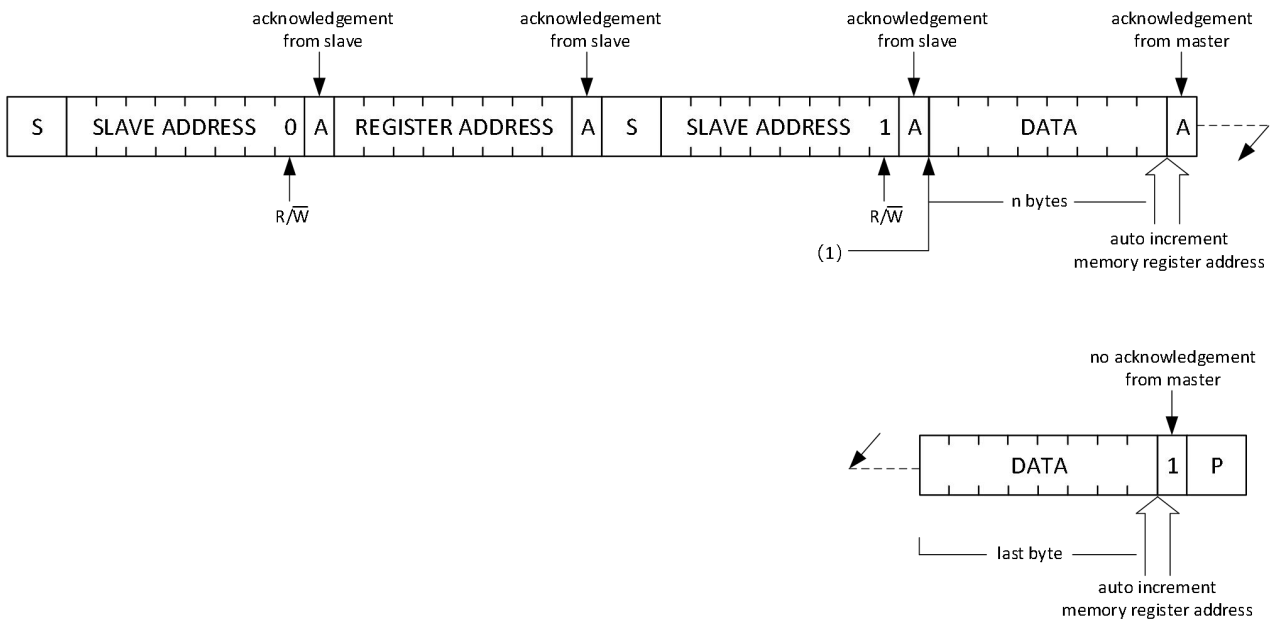 acknowledgement
from slave
acknowledgement
from slave
acknowledgement
from slave
acknowledgement
from master
S SLAVE ADDRESS 0 A REGISTER ADDRESS A S SLAVE ADDRESS 1 A DATA A
R/W̅
R/W̅
n bytes
(1)
auto increment
memory register address
no acknowledgement
from master
DATA 1 P
last byte
auto increment
memory register address